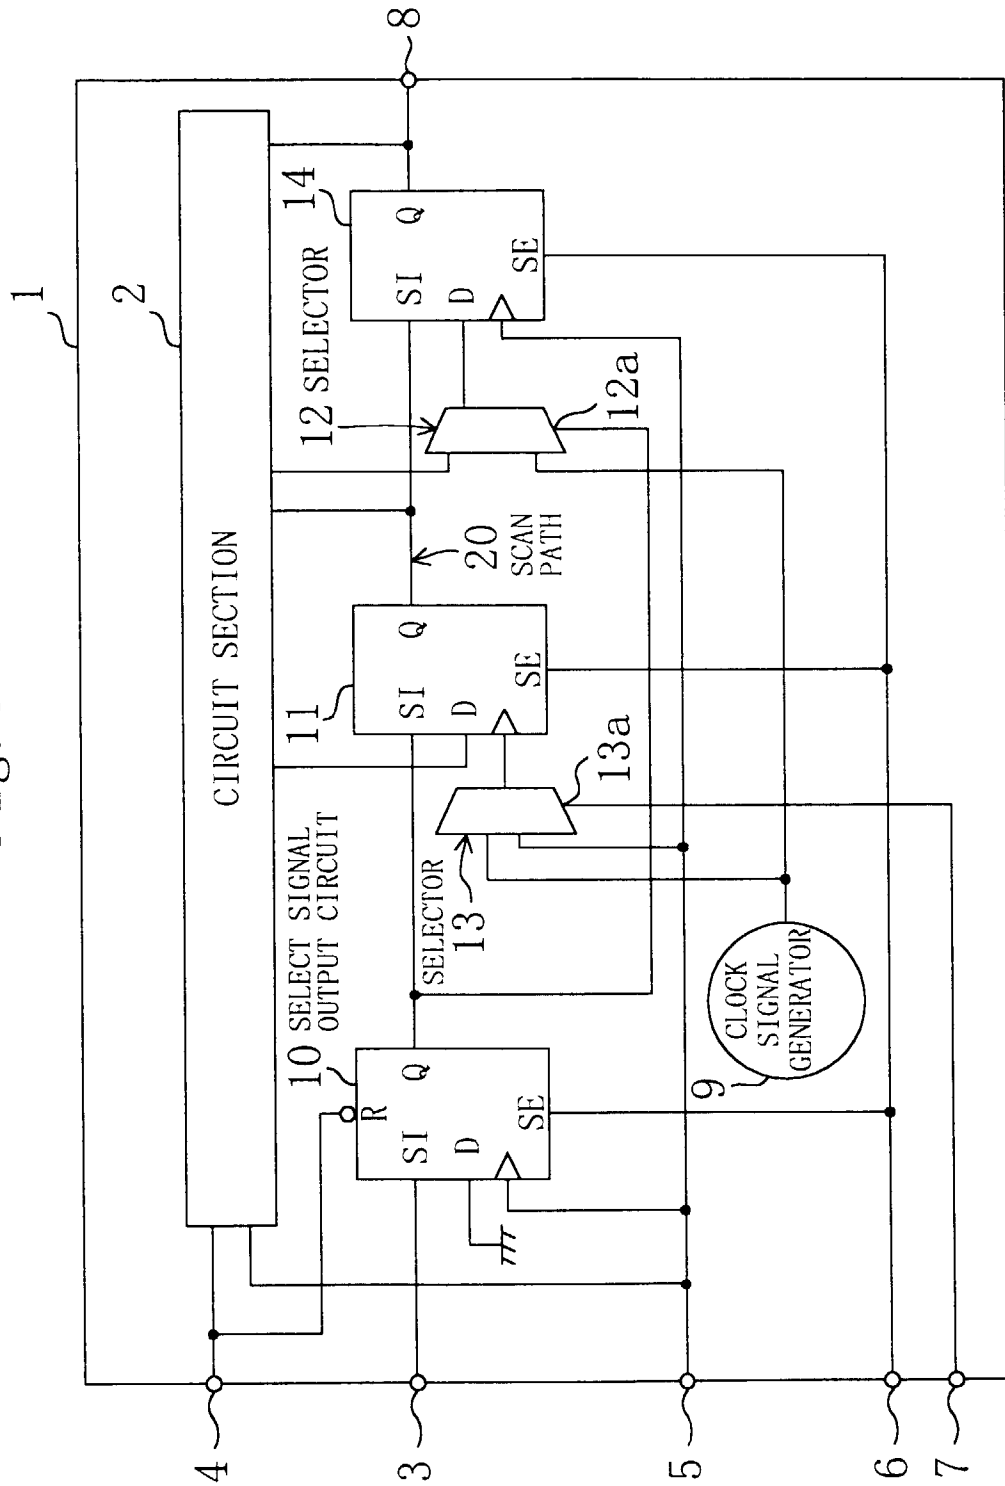 1
2
CIRCUIT SECTION
10 SELECT SIGNAL
OUTPUT CIRCUIT
R
SI
Q
D
SE
11
SI
Q
D
SE
14
SI
Q
D
SE
12 SELECTOR
12a
SELECTOR
13
13a
20
SCAN
PATH
9
CLOCK
SIGNAL
GENERATOR
4
3
5
6
7
8